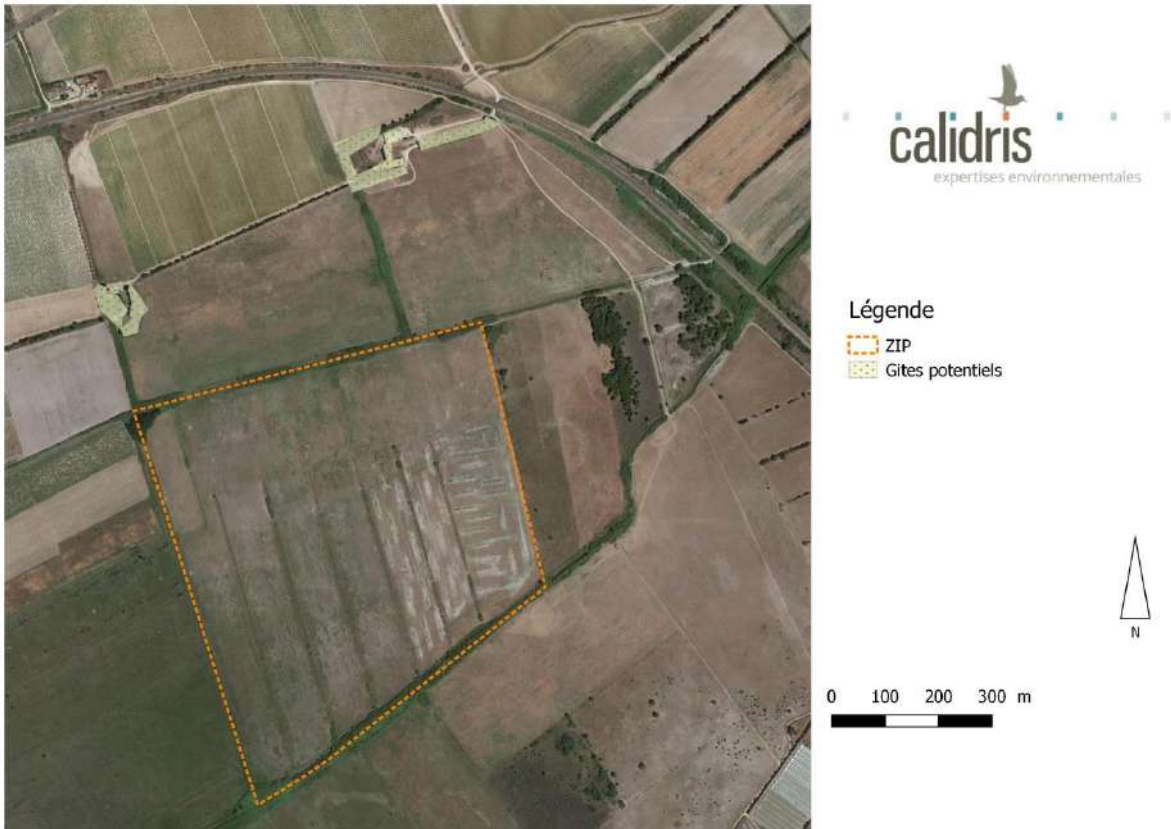 calidris
expertises environnementales
Légende
ZIP
Gites potentiels
N
0 100 200 300 m